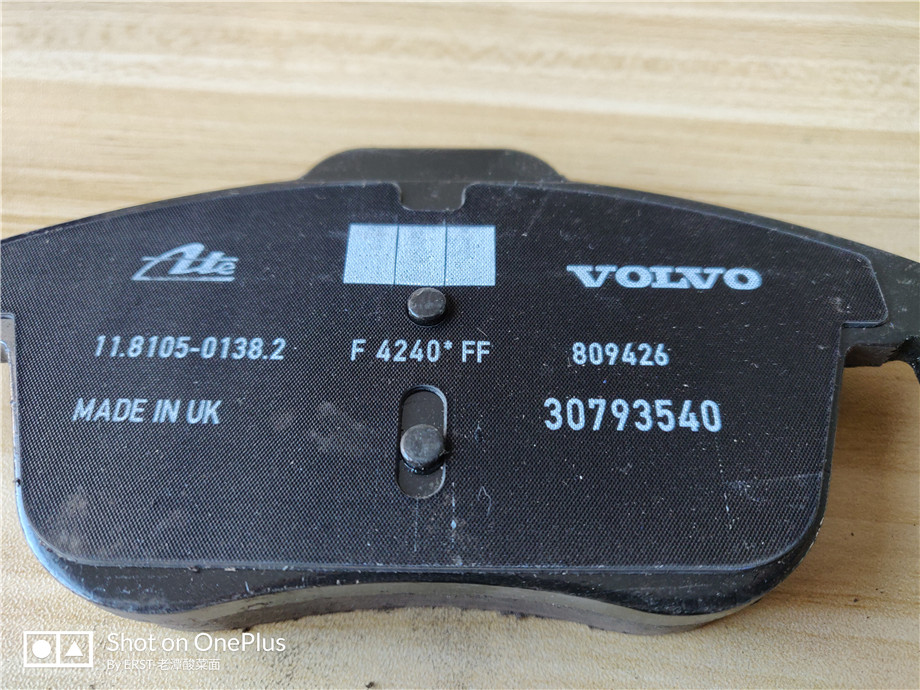 Ate
VOLVO
11.8105-0138.2 F 4240* FF 809426
MADE IN UK 30793540
Shot on OnePlus
By ERST-老潭酸菜面